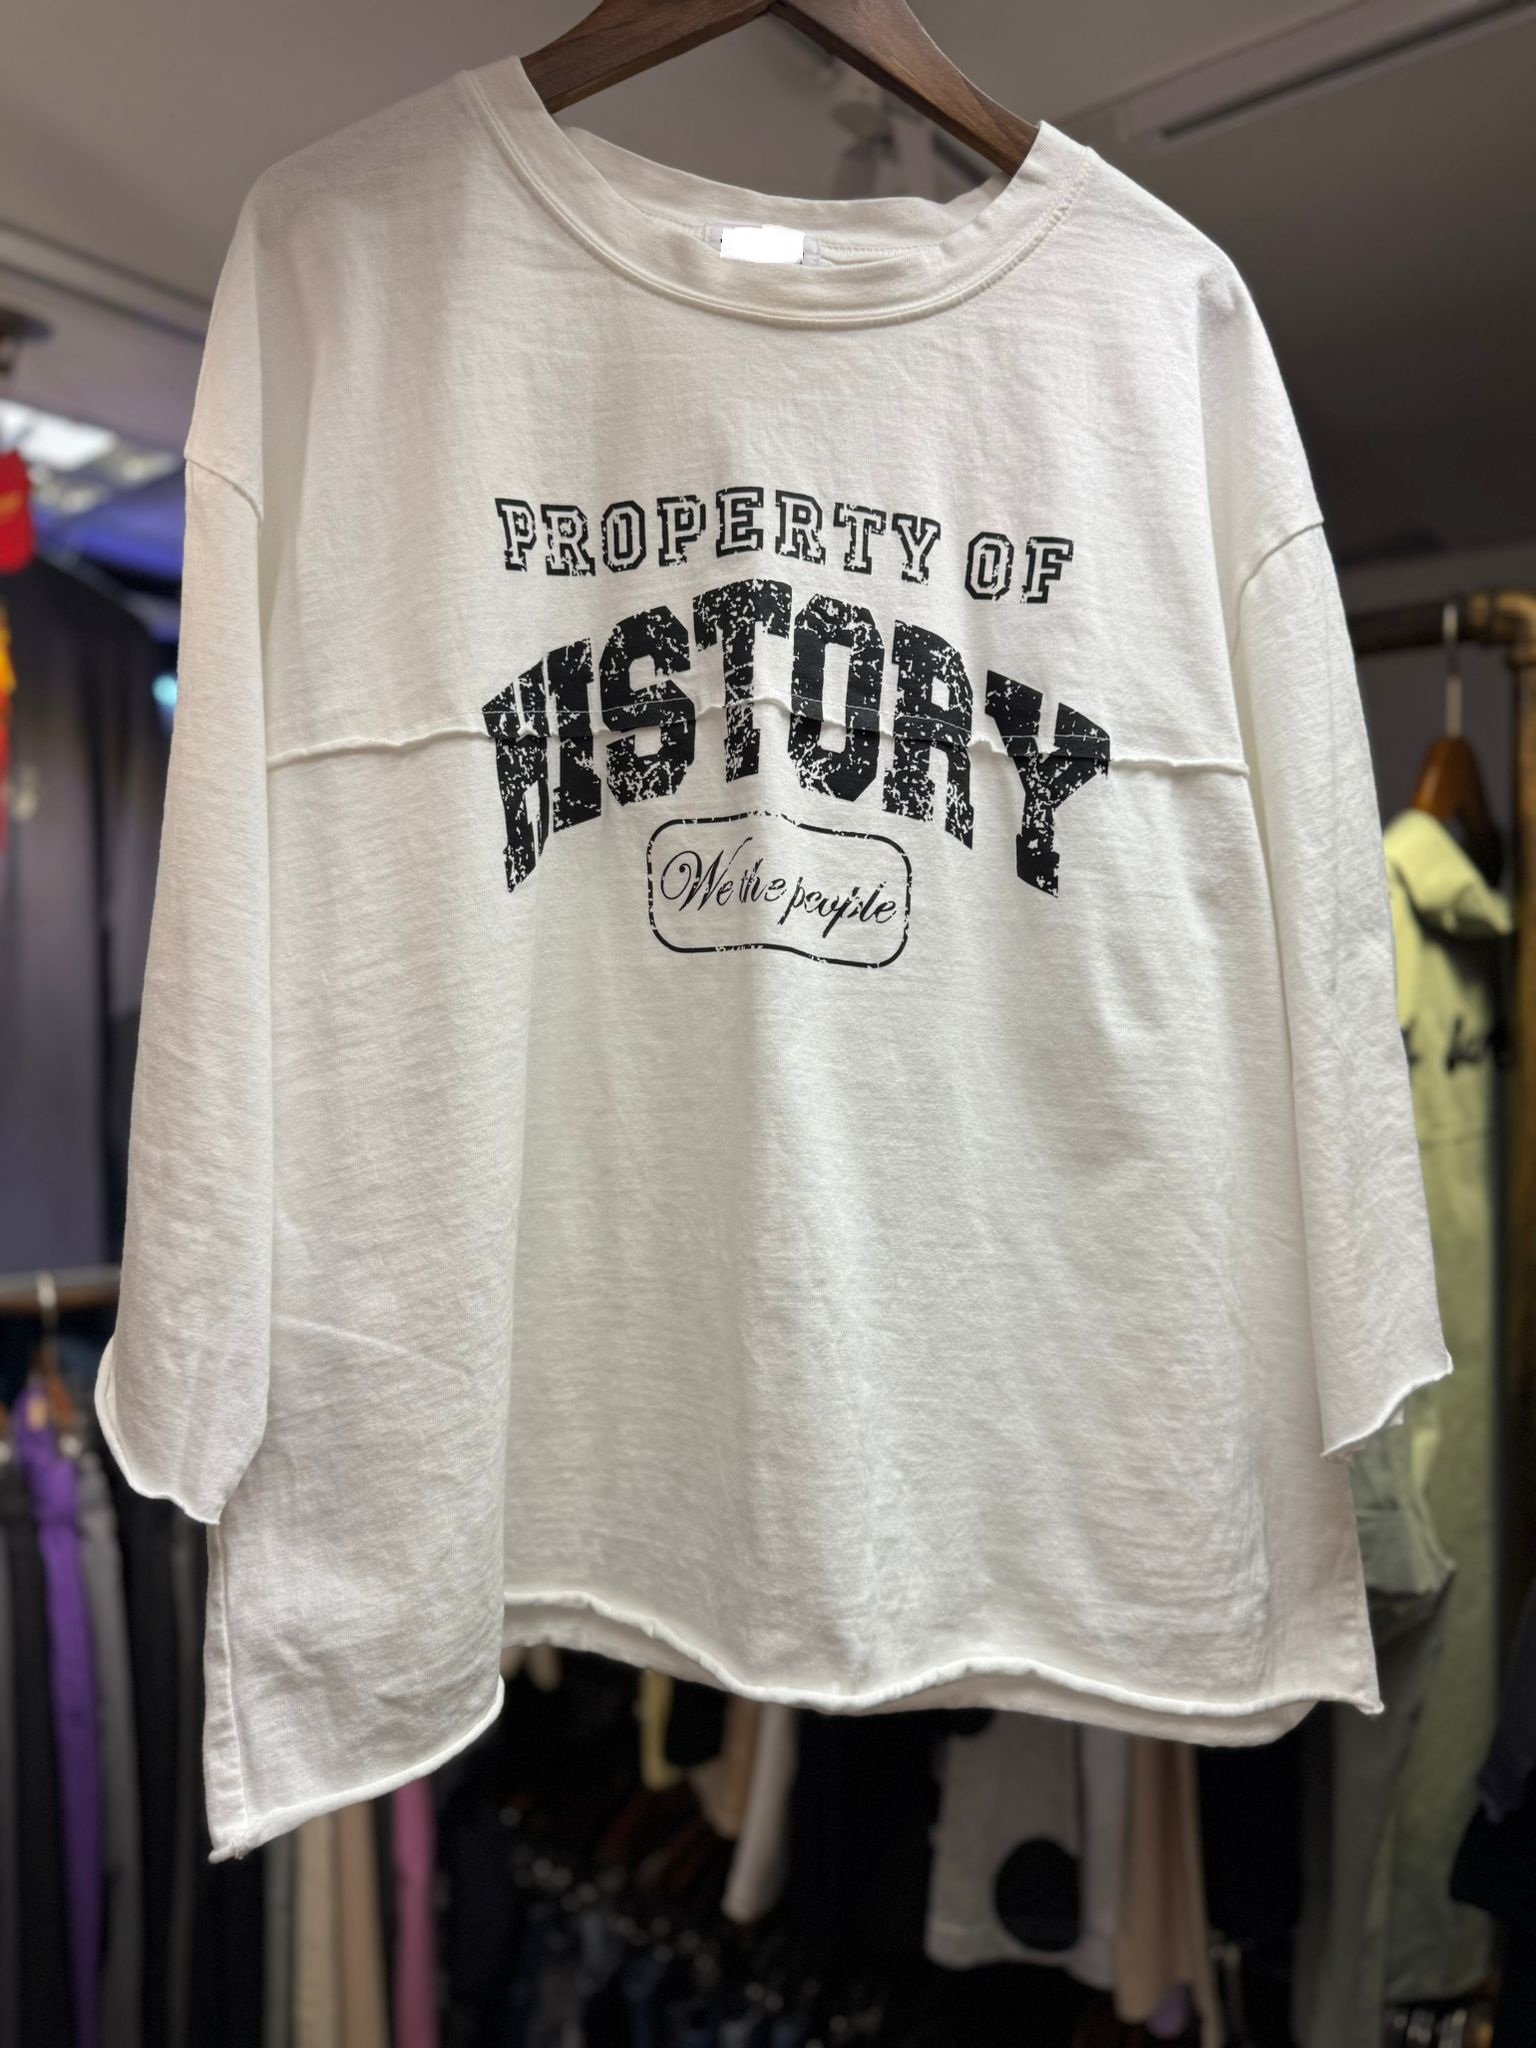 PROPERTY OF
HISTORY
We the people